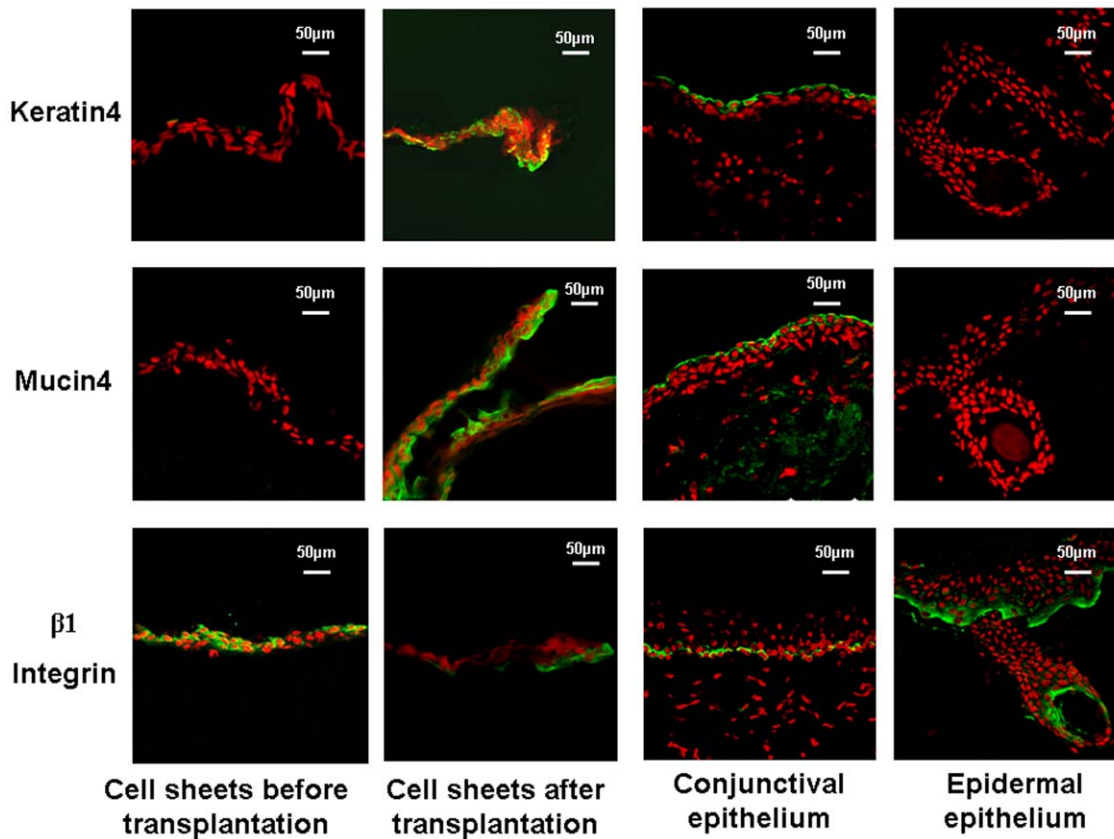 50μm
50μm
50μm
50μm
Keratin4
50μm
50μm
50μm
50μm
Mucin4
50μm
50μm
50μm
50μm
β1
Integrin
Cell sheets before
transplantation
Cell sheets after
transplantation
Conjunctival
epithelium
Epidermal
epithelium